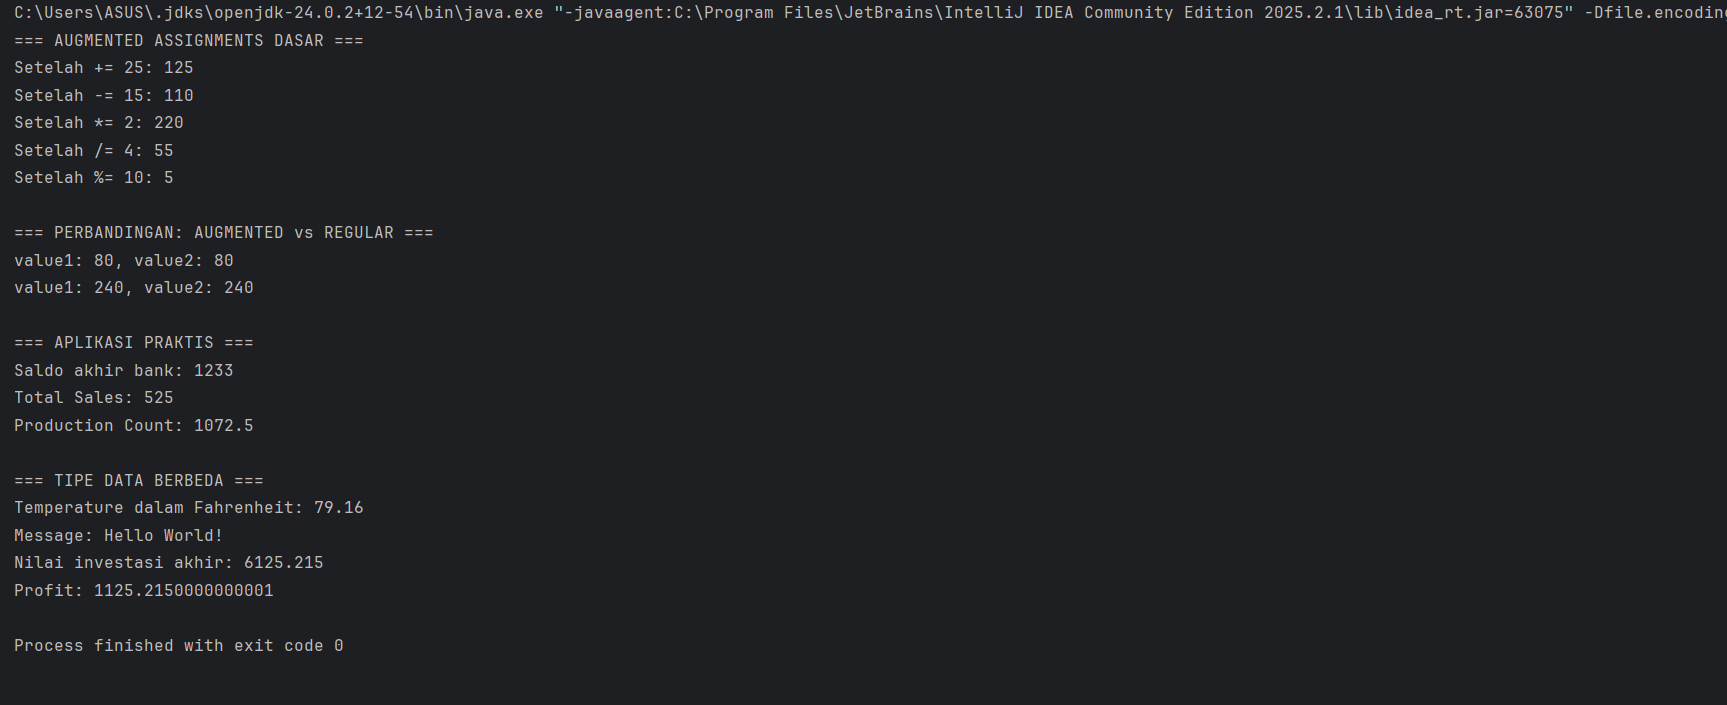 C:\Users\ASUS\.jdks\openjdk-24.0.2+12-54\bin\java.exe "-javaagent:C:\Program Files\JetBrains\IntelliJ IDEA Community Edition 2025.2.1\lib\idea_rt.jar=63075" -Dfile.encoding
=== AUGMENTED ASSIGNMENTS DASAR ===
Setelah += 25: 125
Setelah -= 15: 110
Setelah *= 2: 220
Setelah /= 4: 55
Setelah %= 10: 5
=== PERBANDINGAN: AUGMENTED vs REGULAR ===
value1: 80, value2: 80
value1: 240, value2: 240
=== APLIKASI PRAKTIS ===
Saldo akhir bank: 1233
Total Sales: 525
Production Count: 1072.5
=== TIPE DATA BERBEDA ===
Temperature dalam Fahrenheit: 79.16
Message: Hello World!
Nilai investasi akhir: 6125.215
Profit: 1125.2150000000001
Process finished with exit code 0